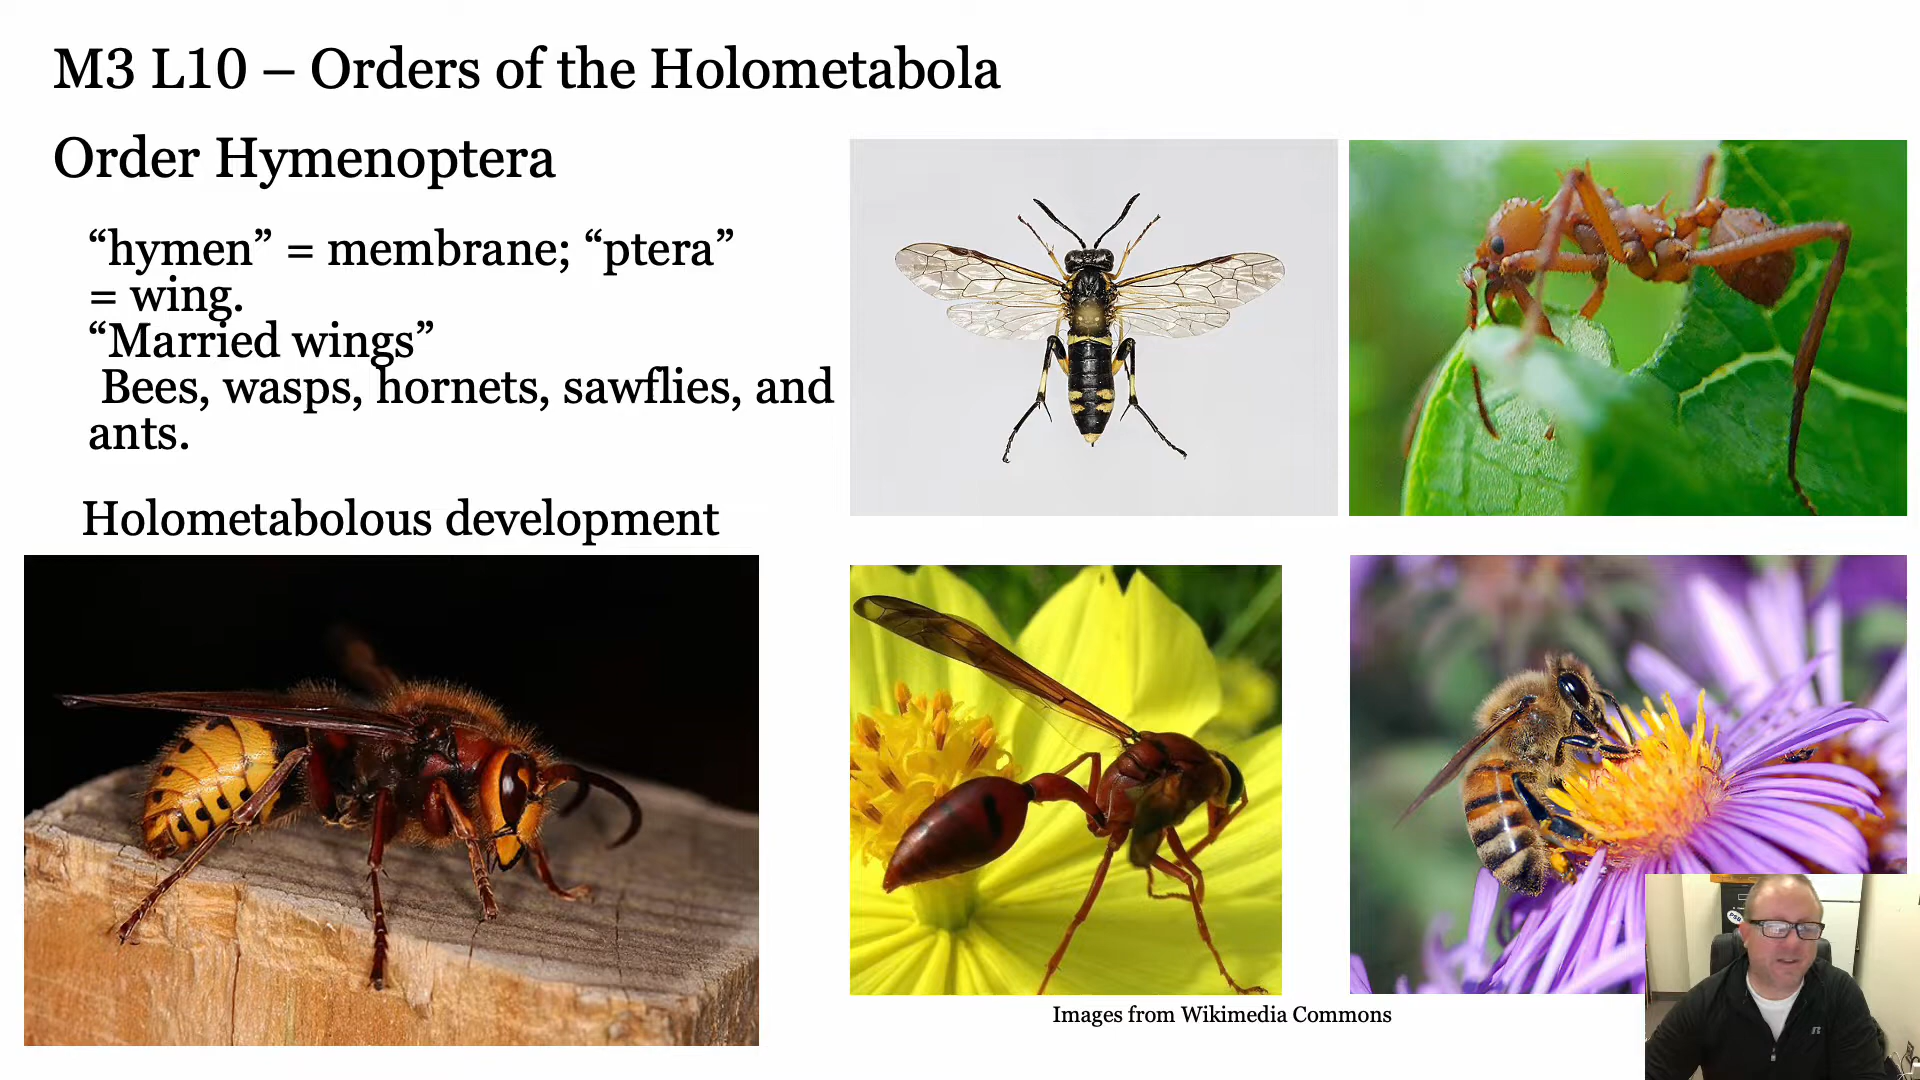 M3 L10 – Orders of the Holometabola
Order Hymenoptera
“hymen” = membrane; “ptera”
= wing.
“Married wings”
Bees, wasps, hornets, sawflies, and
ants.
Holometabolous development
Images from Wikimedia Commons
PSB
R